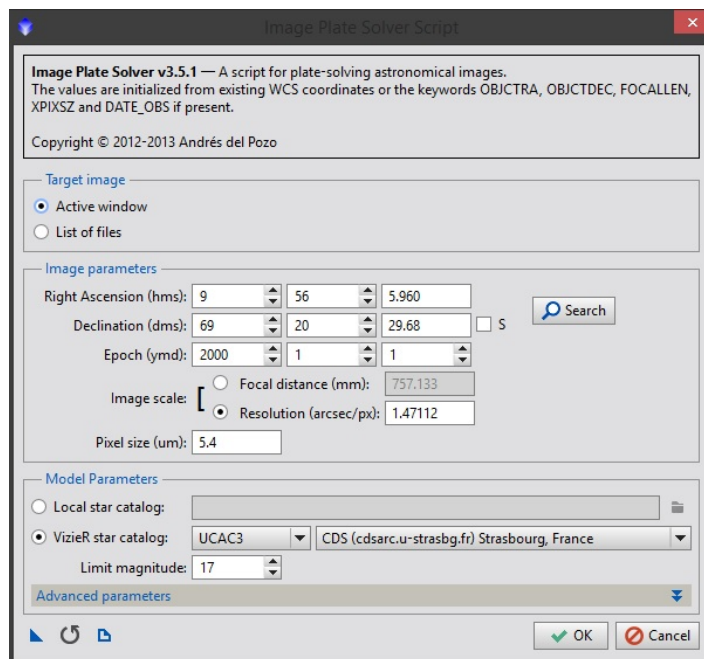 Image Plate Solver Script
Image Plate Solver v3.5.1 — A script for plate-solving astronomical images.
The values are initialized from existing WCS coordinates or the keywords OBJCTRA, OBJCTDEC, FOCALLEN,
XPIXSZ and DATE_OBS if present.
Copyright © 2012-2013 Andrés del Pozo
Target image
Active window
List of files
Image parameters
Right Ascension (hms): 9 56 5.960
Declination (dms): 69 20 29.68 S
Search
Epoch (ymd): 2000 1 1
Image scale: [ Focal distance (mm): 757.133
Resolution (arcsec/px): 1.47112
Pixel size (um): 5.4
Model Parameters
Local star catalog:
VizieR star catalog: UCAC3 CDS (cdsarc.u-strasbg.fr) Strasbourg, France
Limit magnitude: 17
Advanced parameters
OK Cancel